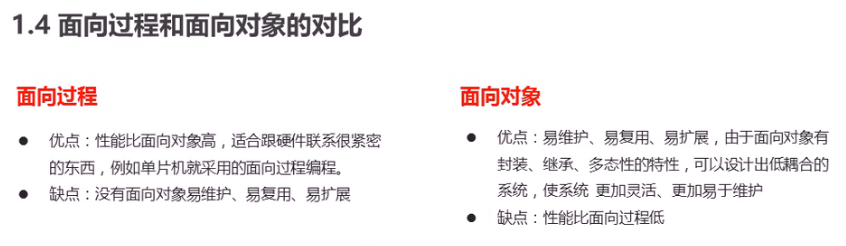 1.4 面向过程和面向对象的对比
面向过程
● 优点：性能比面向对象高，适合跟硬件联系很紧密
的东西，例如单片机就采用的面向过程编程。
● 缺点：没有面向对象易维护、易复用、易扩展
面向对象
● 优点：易维护、易复用、易扩展，由于面向对象有
封装、继承、多态性的特性，可以设计出低耦合的
系统，使系统 更加灵活、更加易于维护
● 缺点：性能比面向过程低